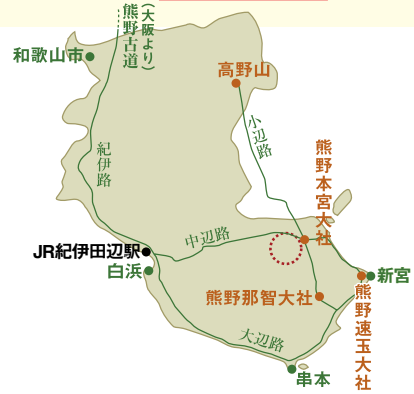 (大阪より)
熊野古道
和歌山市
高野山
小辺路
熊野本宮大社
紀伊路
中辺路
JR紀伊田辺駅
白浜
新宮
熊野那智大社
熊野速玉大社
大辺路
串本